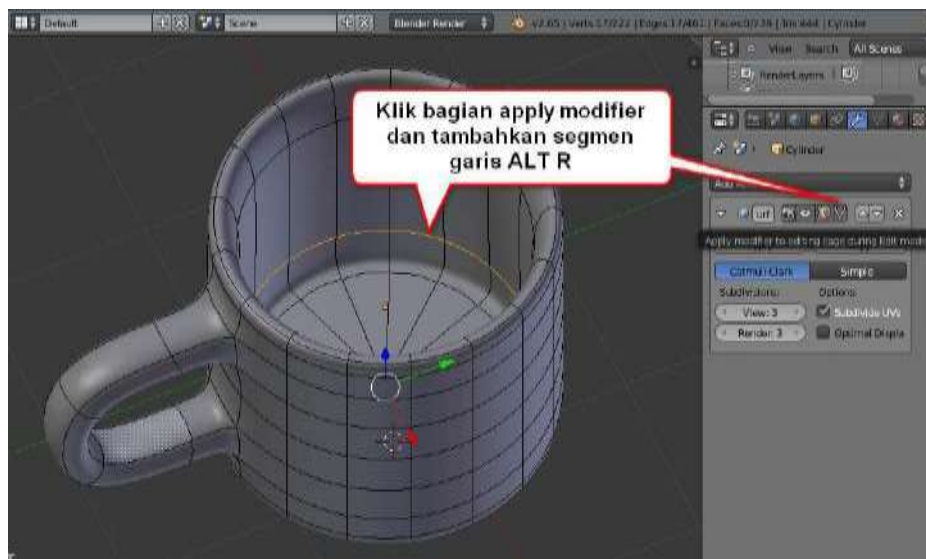 Default
Scene
Blender Render
View Search All Scenes
RenderLayers
Klik bagian apply modifier
dan tambahkan segmen
garis ALT R
Cylinder
Apply modifier to editing cage during Edit mode
Catmull-Clark Simple
Subdivisions: Options:
View: 3 Subdivide UVs
Render: 3 Optimal Displa